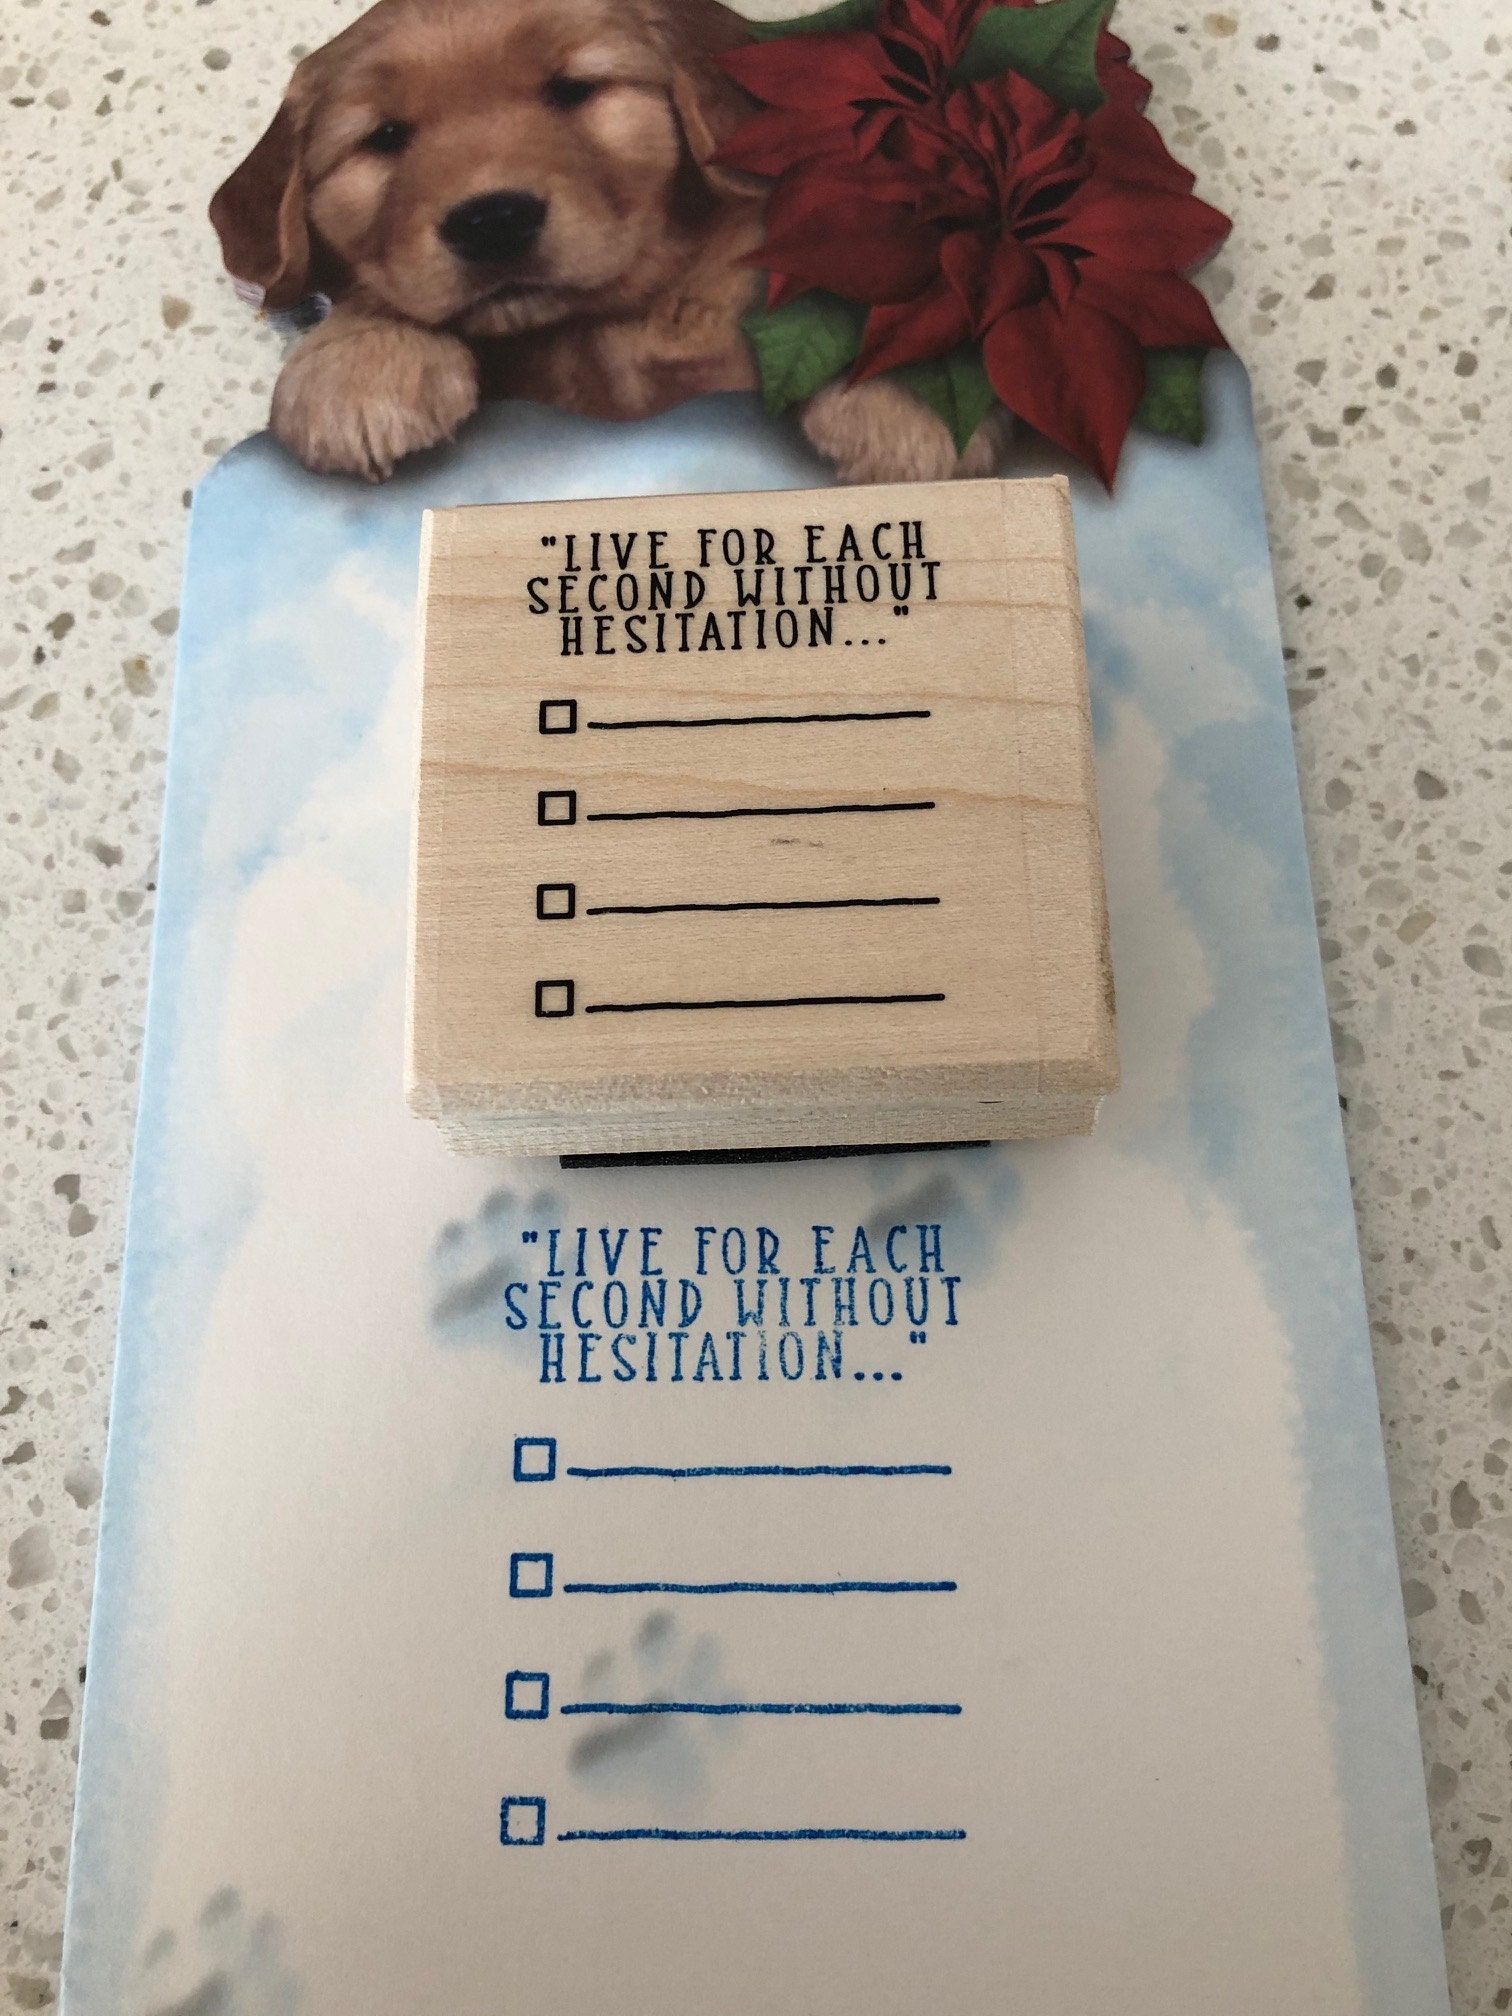 "LIVE FOR EACH
SECOND WITHOUT
HESITATION..."
"LIVE FOR EACH
SECOND WITHOUT
HESITATION..."